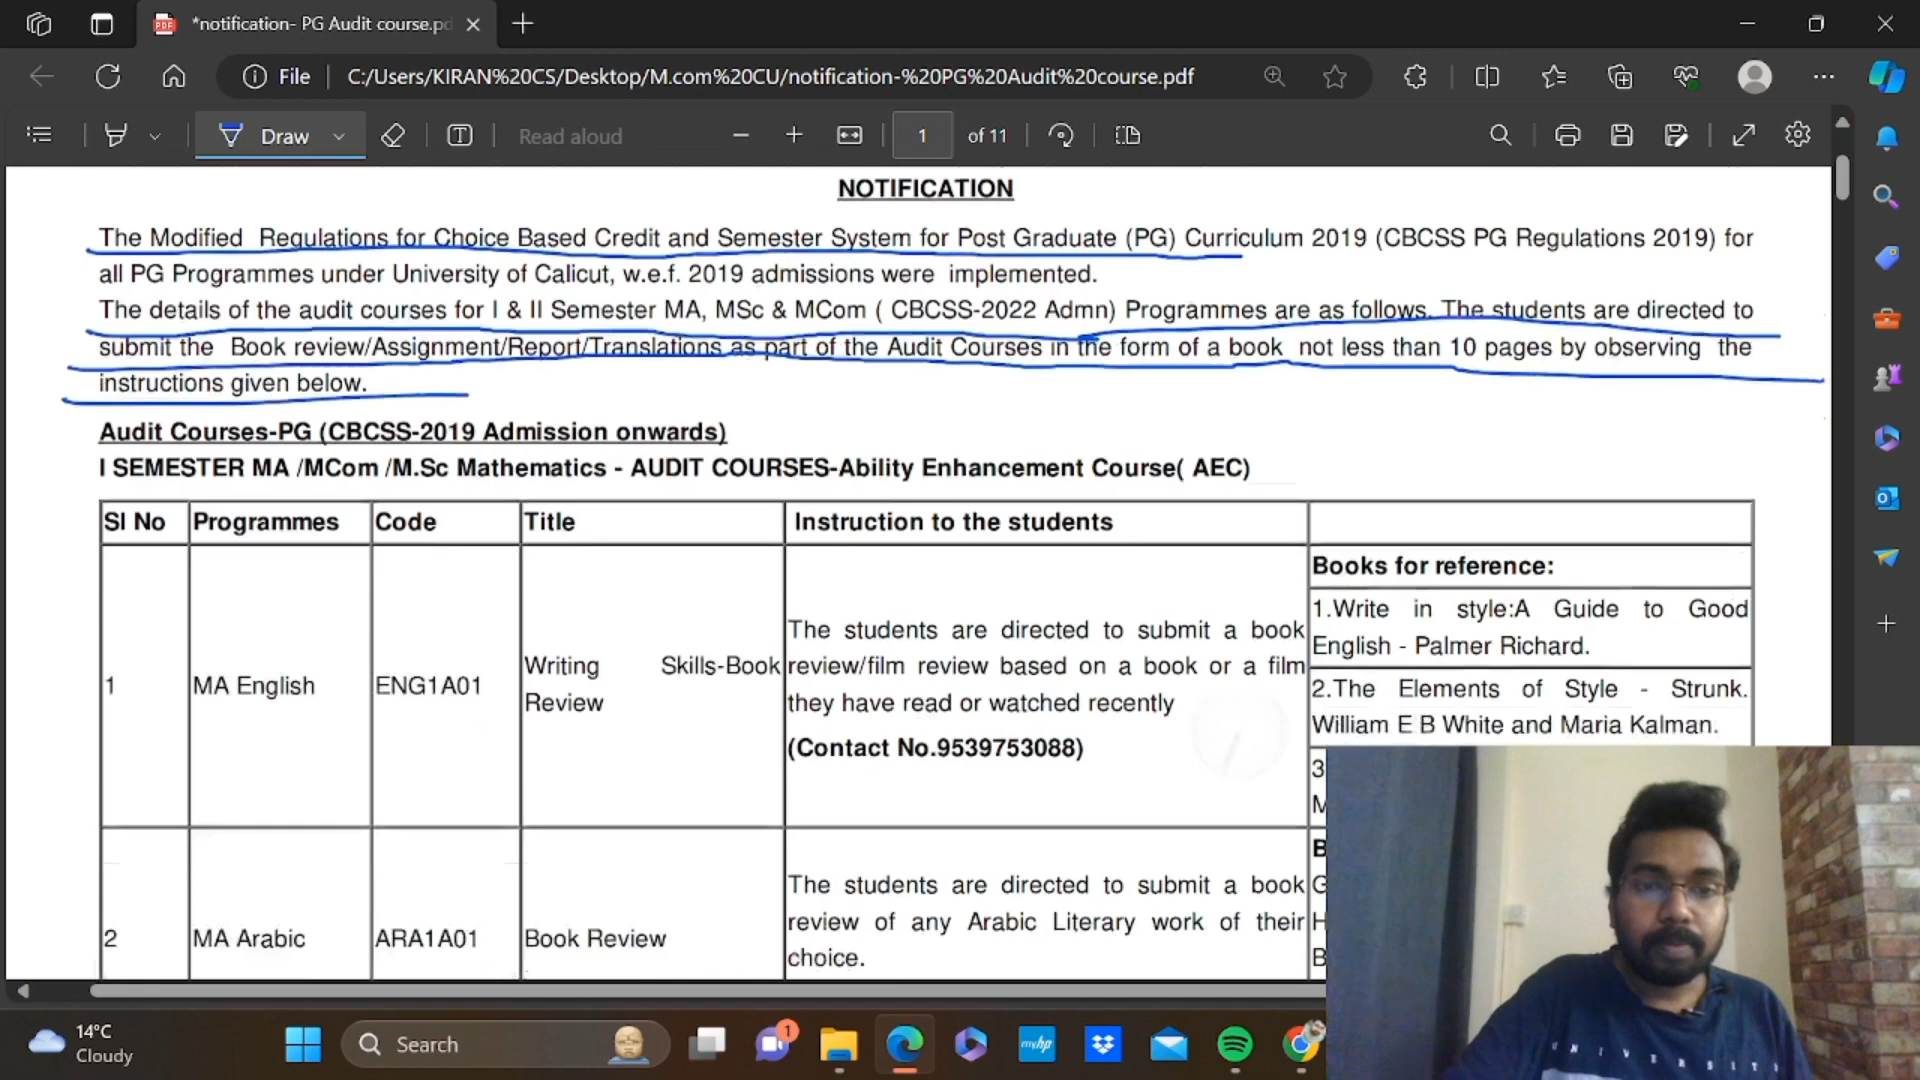 *notification- PG Audit course.pd
File
C:/Users/KIRAN%20CS/Desktop/M.com%20CU/notification-%20PG%20Audit%20course.pdf
Draw
Read aloud
1
of 11
NOTIFICATION
The Modified Regulations for Choice Based Credit and Semester System for Post Graduate (PG) Curriculum 2019 (CBCSS PG Regulations 2019) for
all PG Programmes under University of Calicut, w.e.f. 2019 admissions were implemented.
The details of the audit courses for I & II Semester MA, MSc & MCom ( CBCSS-2022 Admn) Programmes are as follows. The students are directed to
submit the Book review/Assignment/Report/Translations as part of the Audit Courses in the form of a book not less than 10 pages by observing the
instructions given below.
Audit Courses-PG (CBCSS-2019 Admission onwards)
I SEMESTER MA /MCom /M.Sc Mathematics - AUDIT COURSES-Ability Enhancement Course( AEC)
Sl No Programmes Code Title Instruction to the students
1
MA English
ENG1A01
Writing Skills-Book
Review
The students are directed to submit a book
review/film review based on a book or a film
they have read or watched recently
(Contact No.9539753088)
Books for reference:
1.Write in style:A Guide to Good
English - Palmer Richard.
2.The Elements of Style - Strunk.
William E B White and Maria Kalman.
3
M
2
MA Arabic
ARA1A01
Book Review
The students are directed to submit a book
review of any Arabic Literary work of their
choice.
B
G
H
B
14°C
Cloudy
Search
1
myhp
UNIVERSIT